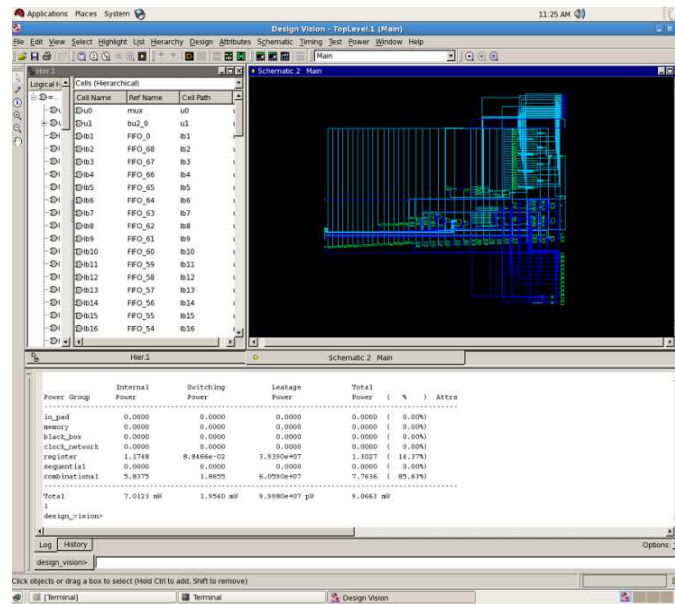 Applications Places System 11:25 AM
Design Vision - TopLevel.1 (Main)
File Edit View Select Highlight List Hierarchy Design Attributes Schematic Timing Test Power Window Help
Main
Hier.1
Schematic.2 Main
Logical H Cells (Hierarchical)
Cell Name Ref Name Cell Path
u0 mux u0
u1 bu2_0 u1
lb1 FIFO_0 lb1
lb2 FIFO_68 lb2
lb3 FIFO_67 lb3
lb4 FIFO_66 lb4
lb5 FIFO_65 lb5
lb6 FIFO_64 lb6
lb7 FIFO_63 lb7
lb8 FIFO_62 lb8
lb9 FIFO_61 lb9
lb10 FIFO_60 lb10
lb11 FIFO_59 lb11
lb12 FIFO_58 lb12
lb13 FIFO_57 lb13
lb14 FIFO_56 lb14
lb15 FIFO_55 lb15
lb16 FIFO_54 lb16
Hier.1 Schematic.2 Main
Internal Switching Leakage Total
Power Group Power Power Power Power ( % ) Attrs
io_pad 0.0000 0.0000 0.0000 0.0000 ( 0.00%)
memory 0.0000 0.0000 0.0000 0.0000 ( 0.00%)
black_box 0.0000 0.0000 0.0000 0.0000 ( 0.00%)
clock_network 0.0000 0.0000 0.0000 0.0000 ( 0.00%)
register 1.1748 8.8466e-02 3.9390e+07 1.3027 ( 14.37%)
sequential 0.0000 0.0000 0.0000 0.0000 ( 0.00%)
combinational 5.8375 1.8655 6.0590e+07 7.7636 ( 85.63%)
Total 7.0123 mW 1.9540 mW 9.9980e+07 pW 9.0663 mW
1
design_vision>
Log History Options:
design_vision>
Click objects or drag a box to select (Hold Ctrl to add, Shift to remove)
[Terminal] Terminal Design Vision